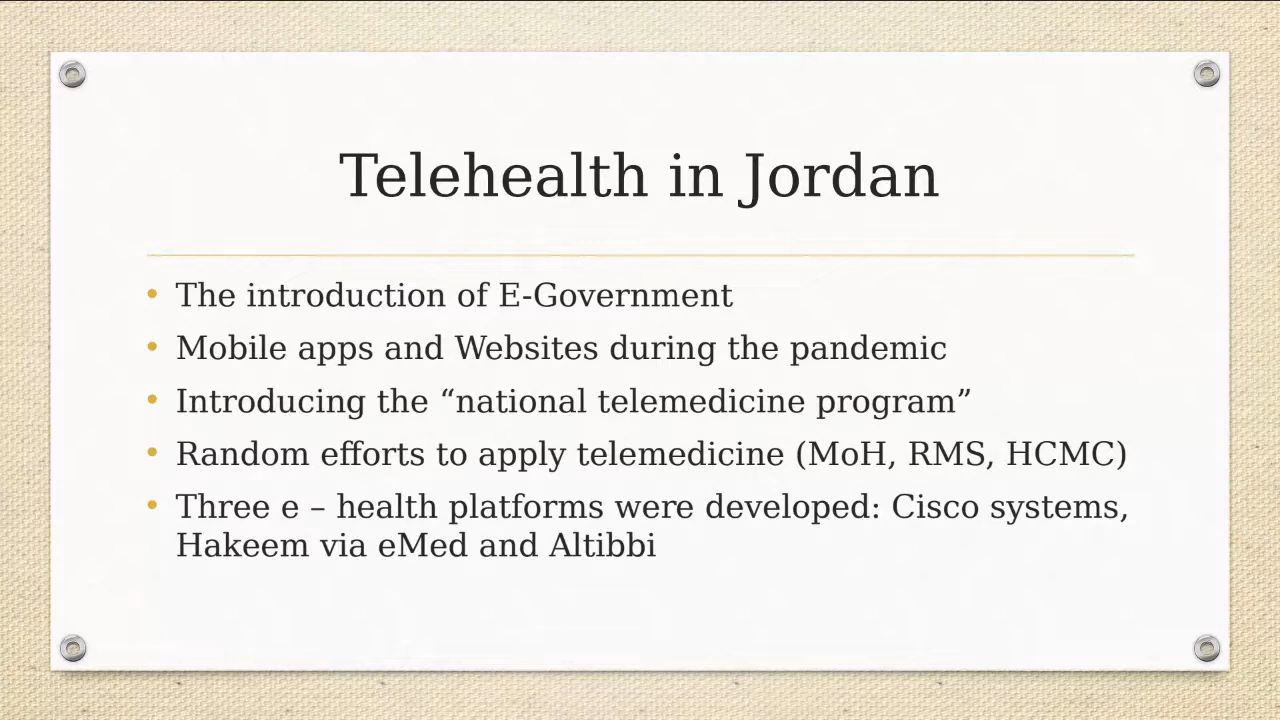 Telehealth in Jordan
• The introduction of E-Government
• Mobile apps and Websites during the pandemic
• Introducing the “national telemedicine program”
• Random efforts to apply telemedicine (MoH, RMS, HCMC)
• Three e – health platforms were developed: Cisco systems,
Hakeem via eMed and Altibbi